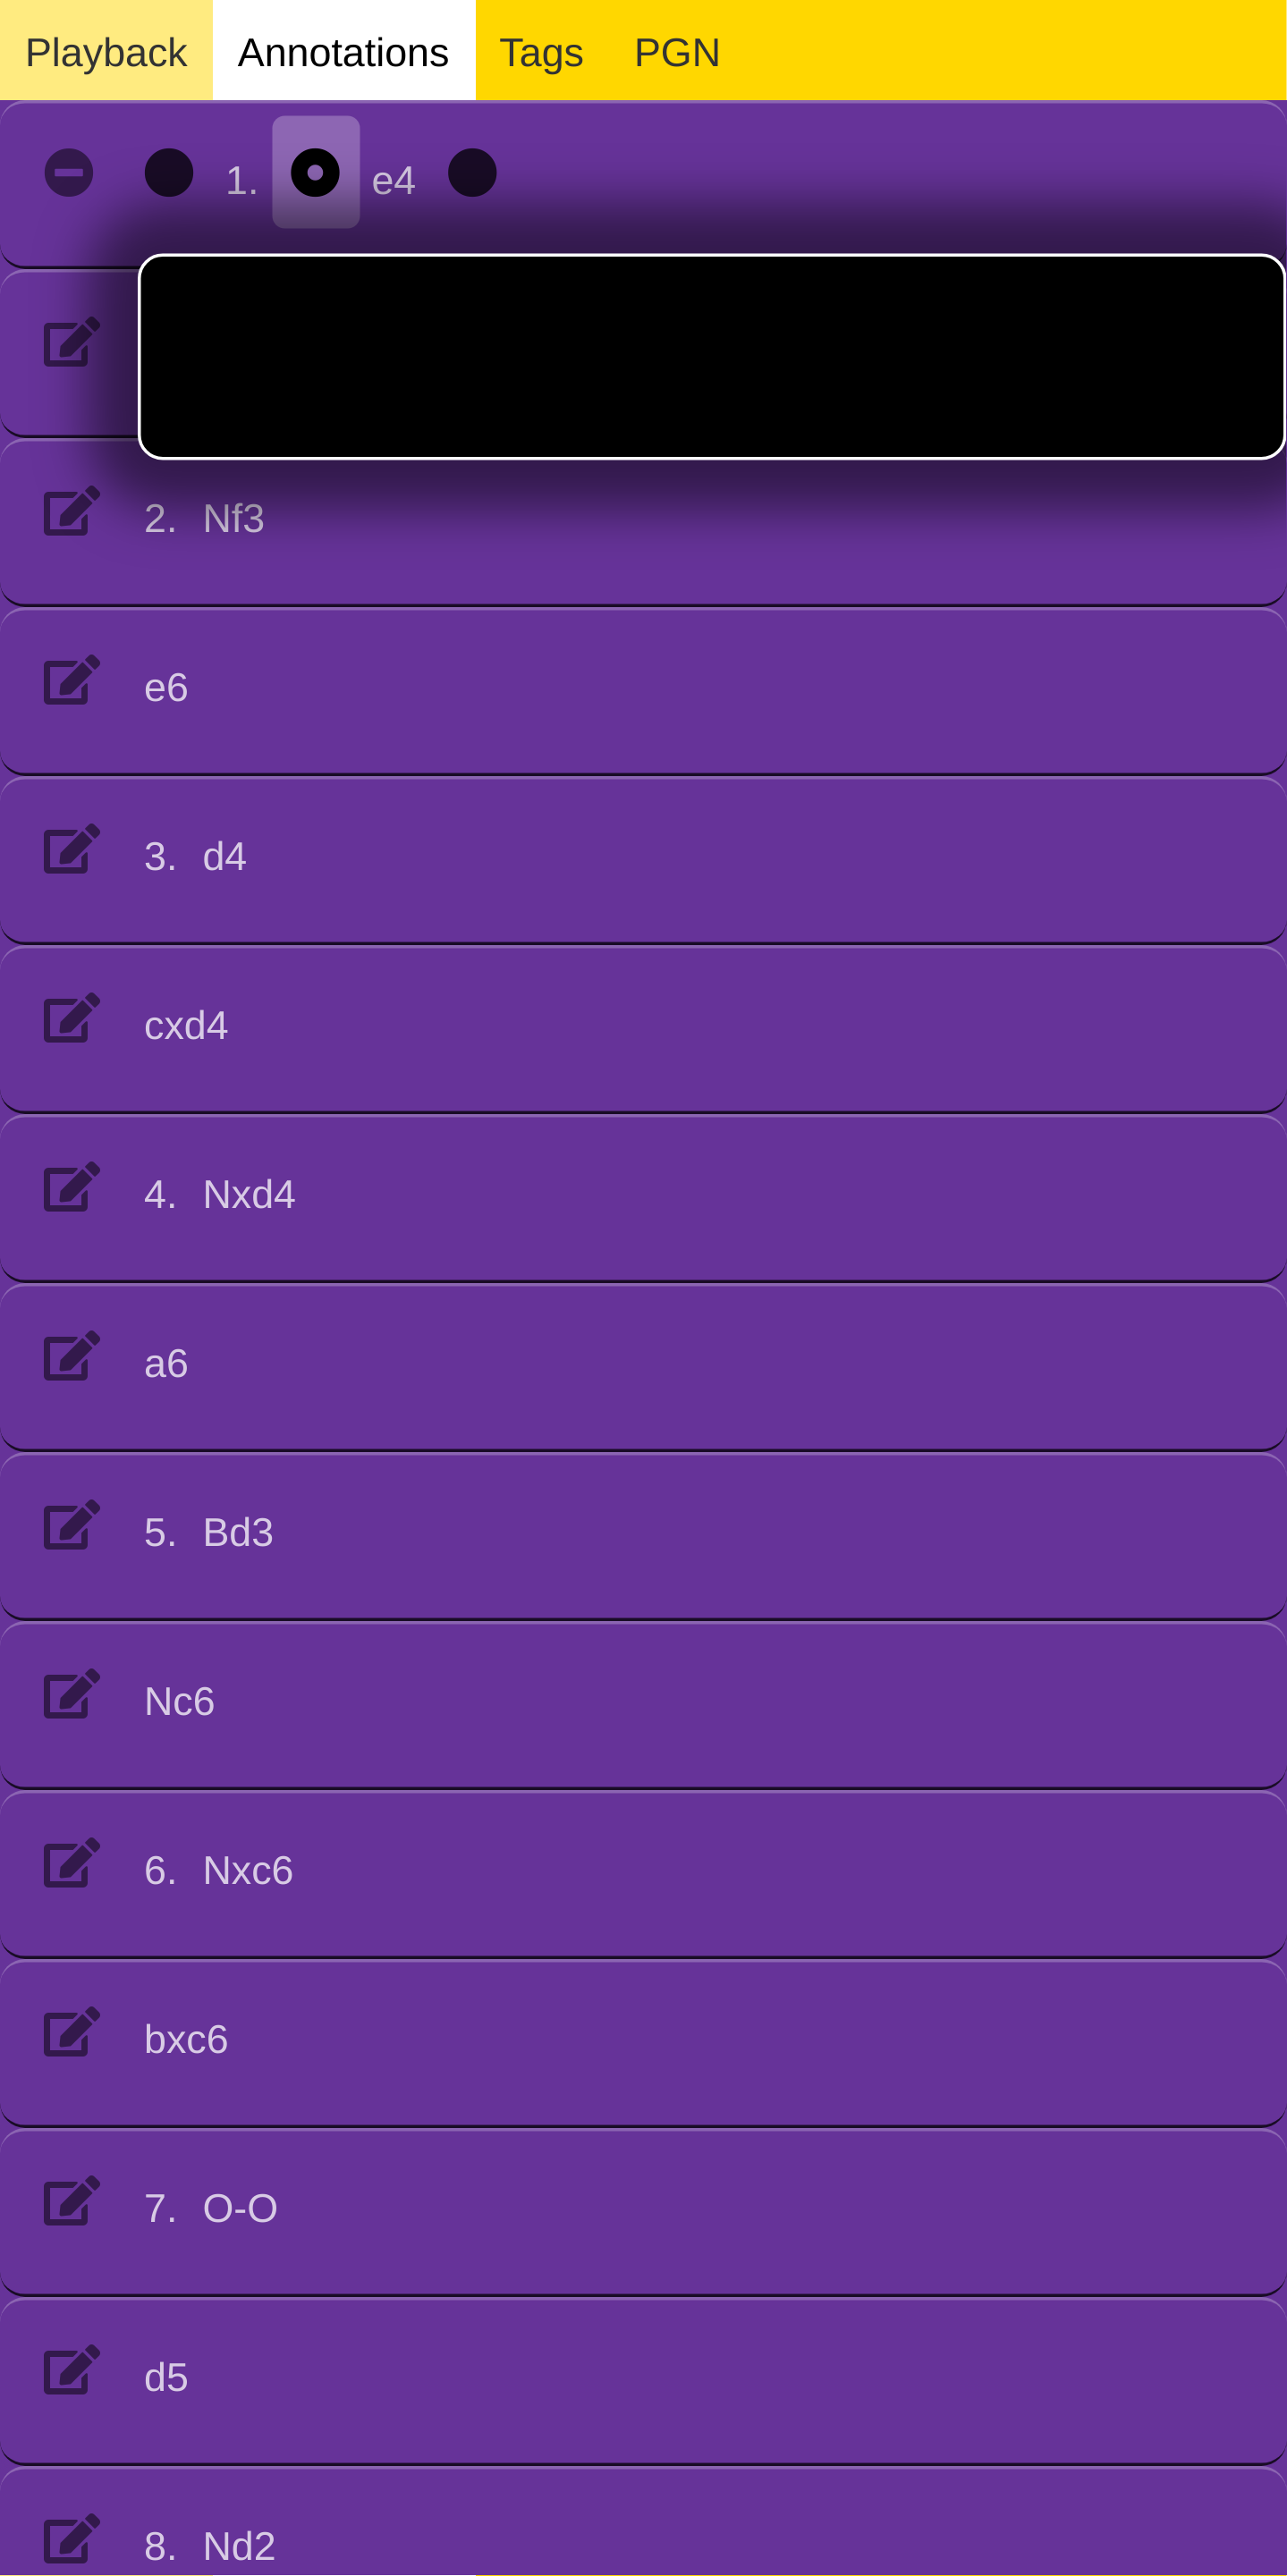 Playback Annotations Tags PGN
1. e4
2. Nf3
e6
3. d4
cxd4
4. Nxd4
a6
5. Bd3
Nc6
6. Nxc6
bxc6
7. O-O
d5
8. Nd2